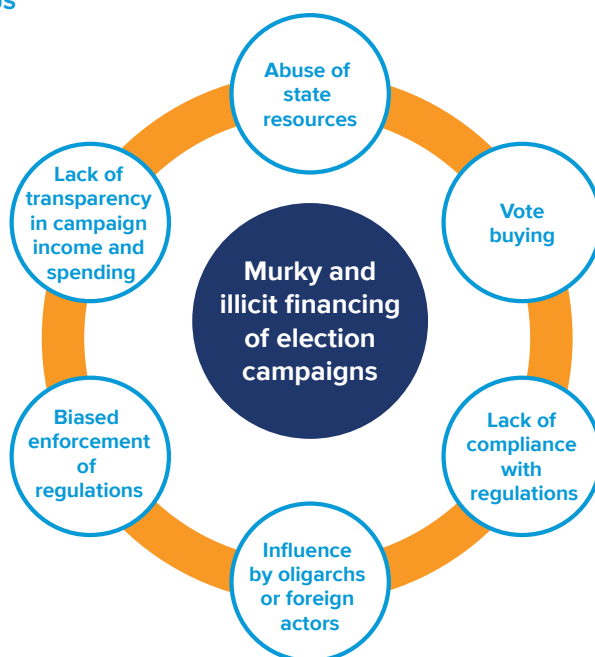 Abuse of
state
resources
Vote
buying
Lack of
compliance
with
regulations
Influence
by oligarchs
or foreign
actors
Biased
enforcement
of
regulations
Lack of
transparency
in campaign
income and
spending
Murky and
illicit financing
of election
campaigns